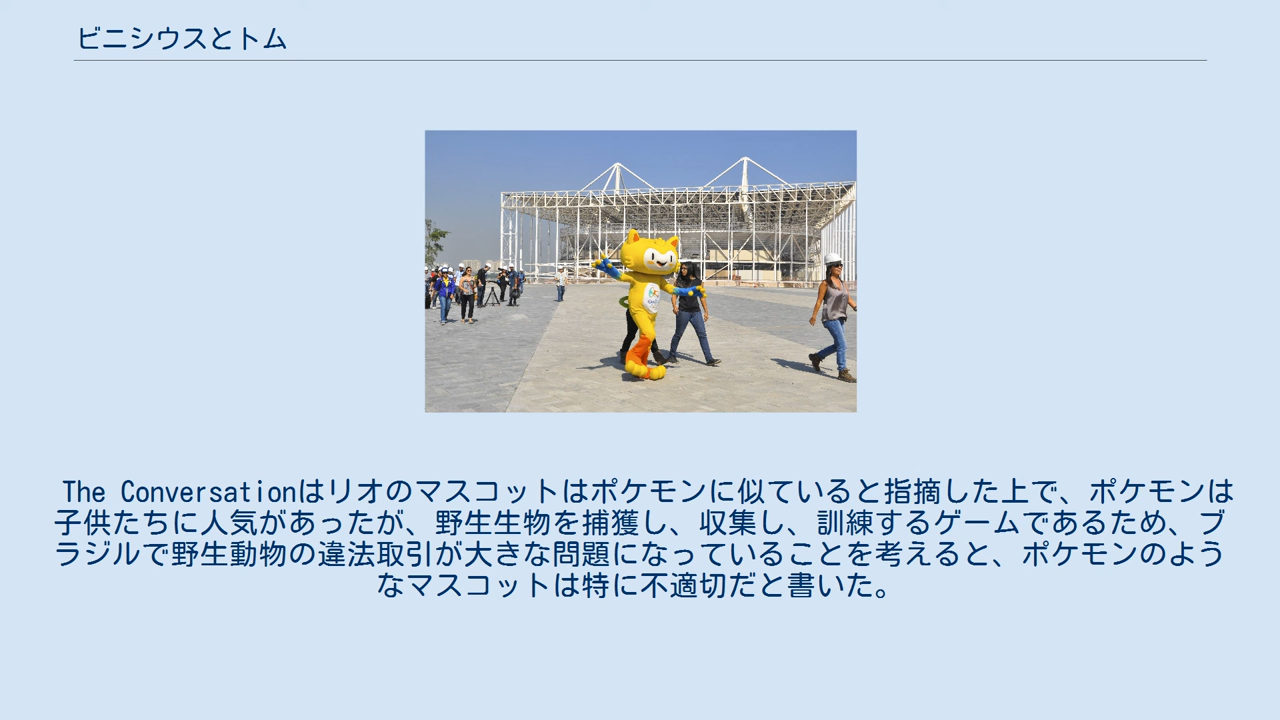 ビニシウスとトム
The Conversationはリオのマスコットはポケモンに似ていると指摘した上で、ポケモンは
子供たちに人気があったが、野生生物を捕獲し、収集し、訓練するゲームであるため、ブ
ラジルで野生動物の違法取引が大きな問題になっていることを考えると、ポケモンのよう
なマスコットは特に不適切だと書いた。